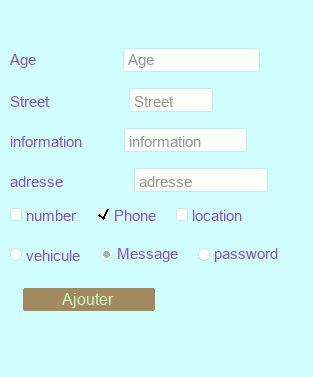 Age Age
Street Street
information information
adresse adresse
number Phone location
vehicule Message password
Ajouter